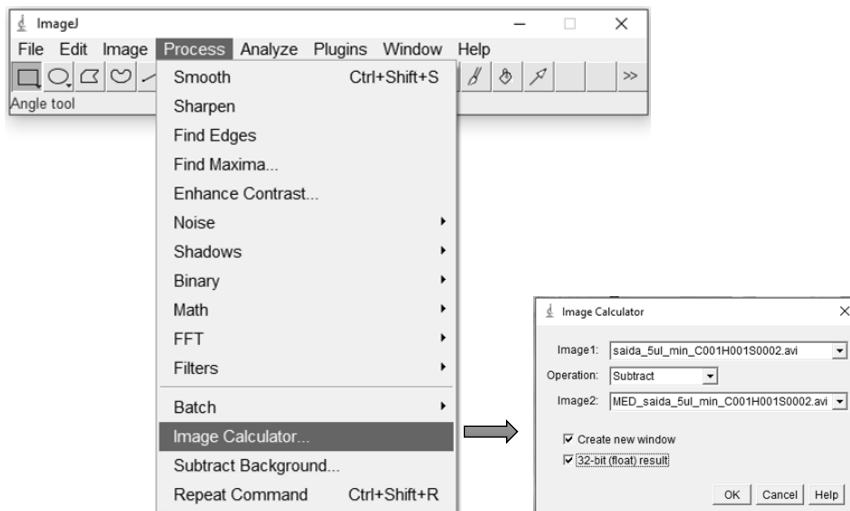 ImageJ
File Edit Image Process Analyze Plugins Window Help
>>
Angle tool
Smooth Ctrl+Shift+S
Sharpen
Find Edges
Find Maxima...
Enhance Contrast...
Noise
Shadows
Binary
Math
FFT
Filters
Batch
Image Calculator...
Subtract Background...
Repeat Command Ctrl+Shift+R
Image Calculator
Image1: saida_5ul_min_C001H001S0002.avi
Operation: Subtract
Image2: MED_saida_5ul_min_C001H001S0002.avi
Create new window
32-bit (float) result
OK Cancel Help